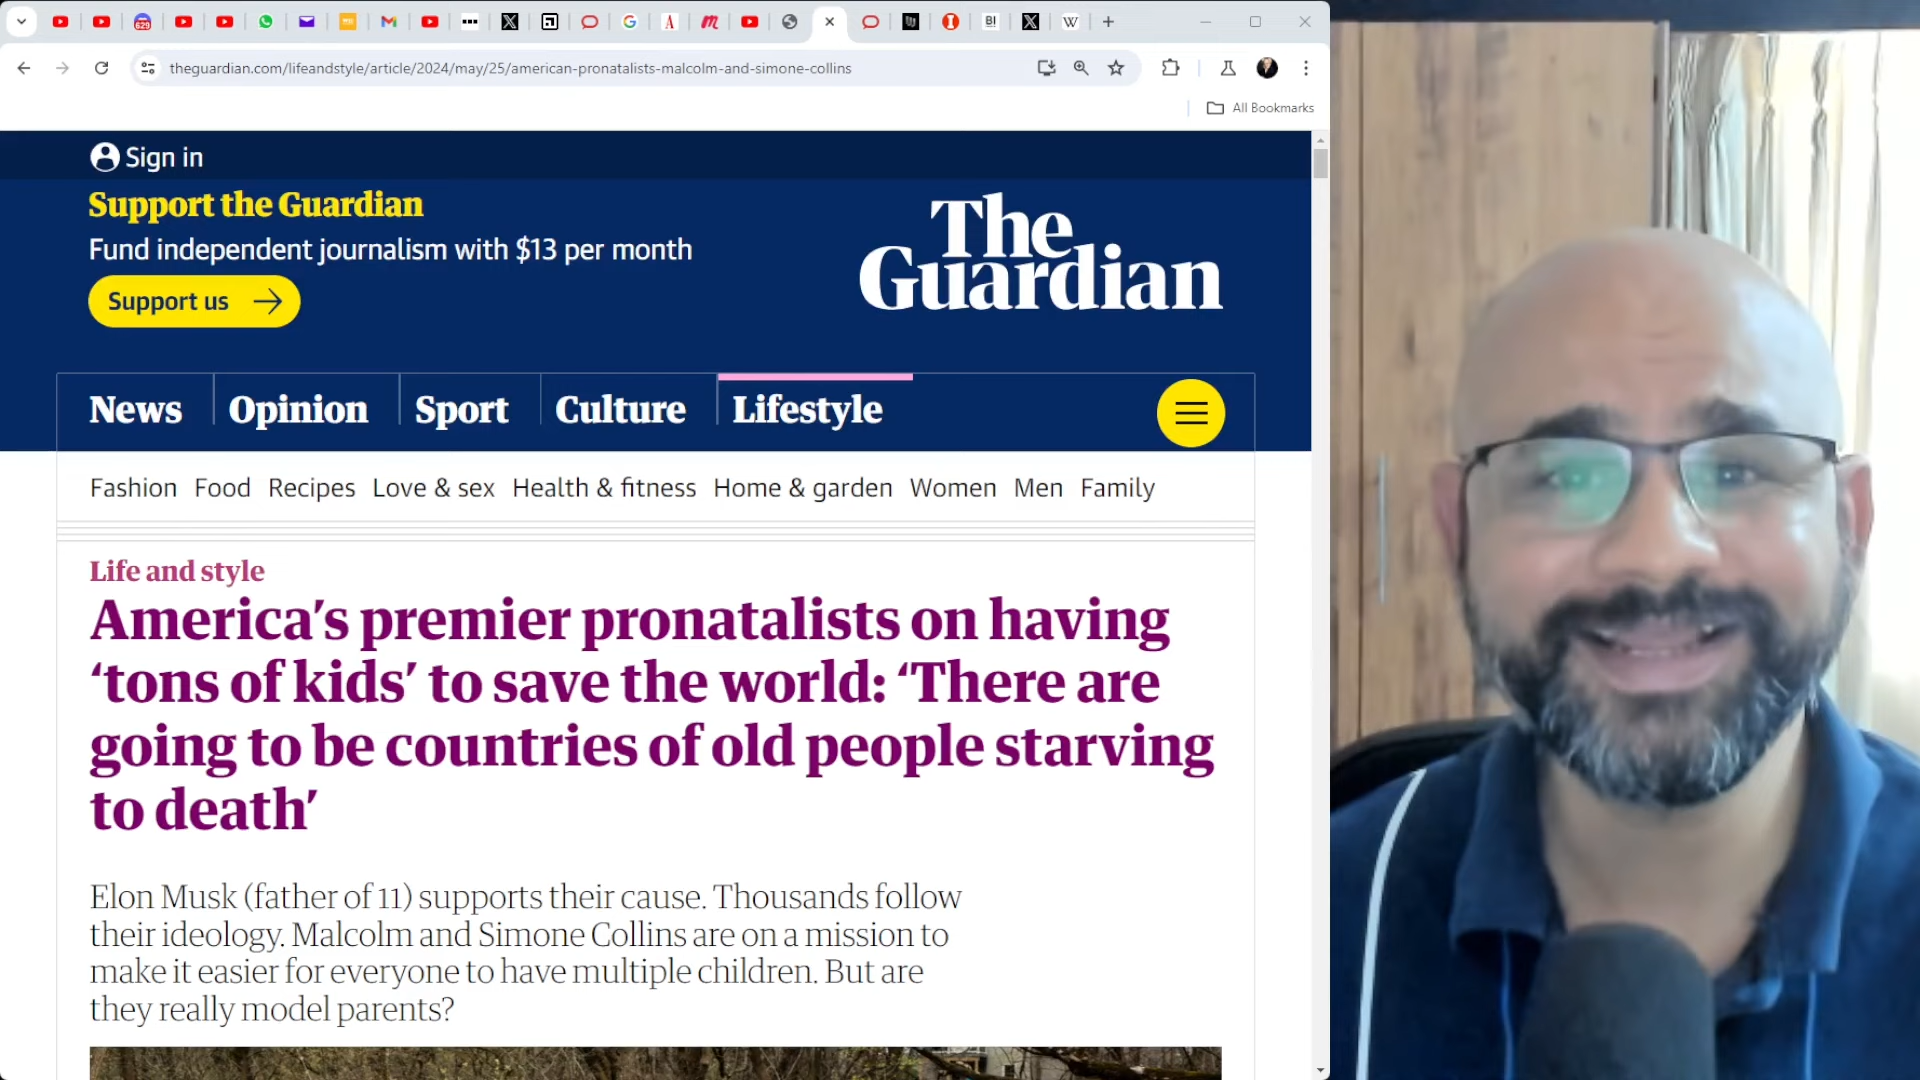 629
BI
W
theguardian.com/lifeandstyle/article/2024/may/25/american-pronatalists-malcolm-and-simone-collins
All Bookmarks
Sign in
Support the Guardian
Fund independent journalism with $13 per month
Support us
The
Guardian
News Opinion Sport Culture Lifestyle
Fashion Food Recipes Love & sex Health & fitness Home & garden Women Men Family
Life and style
America’s premier pronatalists on having
‘tons of kids’ to save the world: ‘There are
going to be countries of old people starving
to death’
Elon Musk (father of 11) supports their cause. Thousands follow
their ideology. Malcolm and Simone Collins are on a mission to
make it easier for everyone to have multiple children. But are
they really model parents?